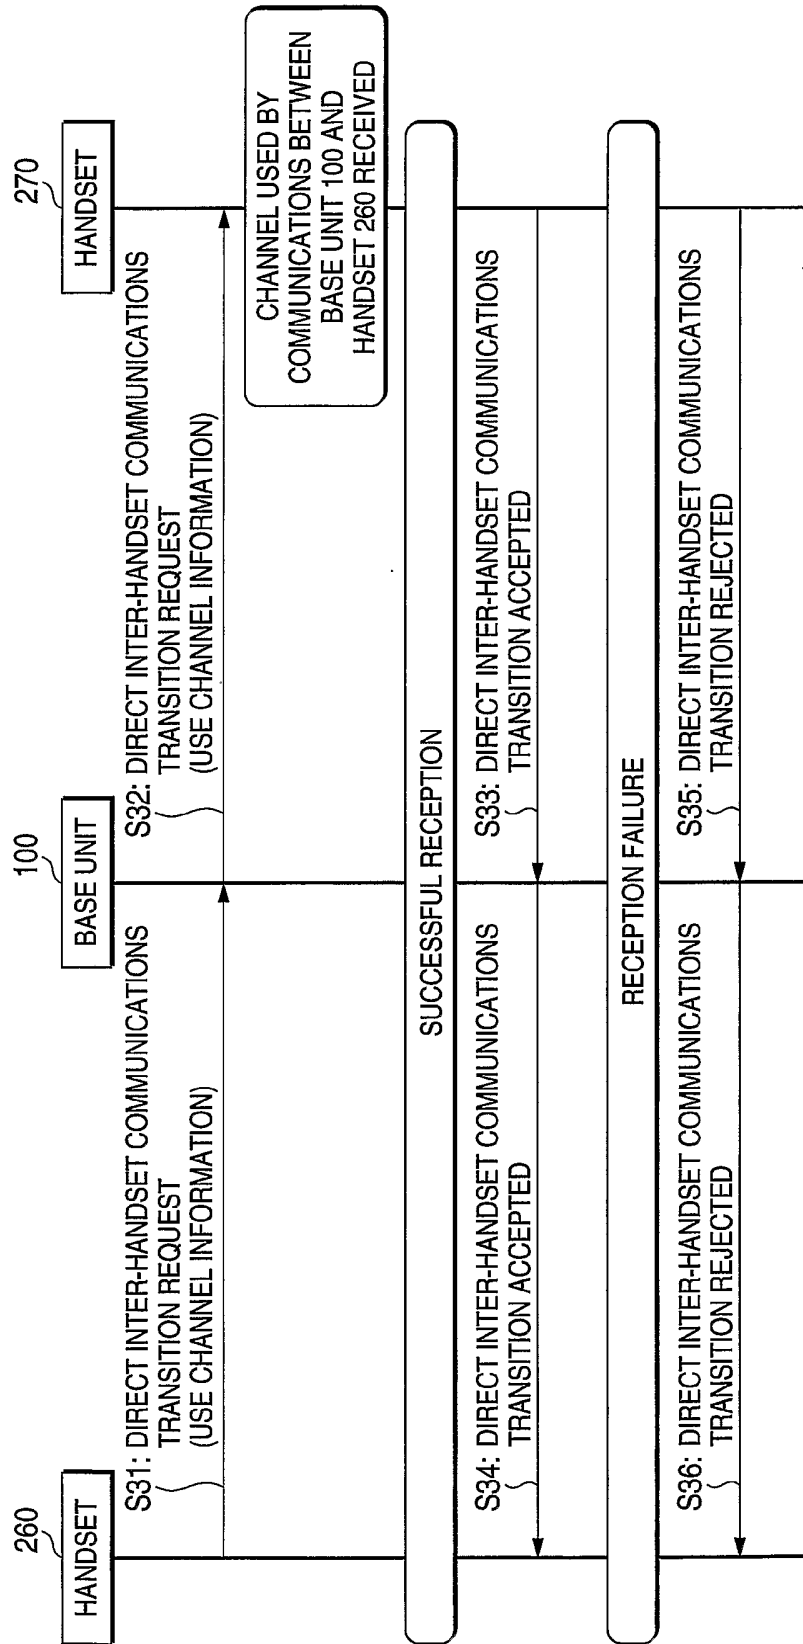 260
HANDSET
100
BASE UNIT
270
HANDSET
S31: DIRECT INTER-HANDSET COMMUNICATIONS
TRANSITION REQUEST
(USE CHANNEL INFORMATION)
S32: DIRECT INTER-HANDSET COMMUNICATIONS
TRANSITION REQUEST
(USE CHANNEL INFORMATION)
CHANNEL USED BY
COMMUNICATIONS BETWEEN
BASE UNIT 100 AND
HANDSET 260 RECEIVED
SUCCESSFUL RECEPTION
S34: DIRECT INTER-HANDSET COMMUNICATIONS
TRANSITION ACCEPTED
S33: DIRECT INTER-HANDSET COMMUNICATIONS
TRANSITION ACCEPTED
RECEPTION FAILURE
S36: DIRECT INTER-HANDSET COMMUNICATIONS
TRANSITION REJECTED
S35: DIRECT INTER-HANDSET COMMUNICATIONS
TRANSITION REJECTED